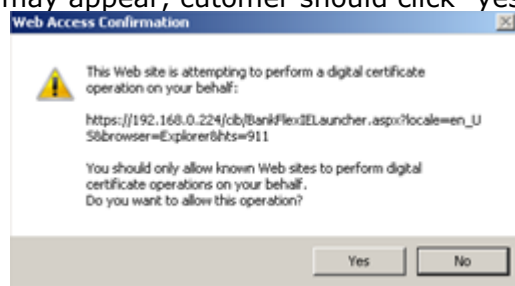 may appear, cutomer should click "yes
Web Access Confirmation
This Web site is attempting to perform a digital certificate
operation on your behalf:
https://192.168.0.224/cib/BankFlexIELauncher.aspx?locale=en_U
S&browser=Explorer&hts=911
You should only allow known Web sites to perform digital
certificate operations on your behalf.
Do you want to allow this operation?
Yes
No